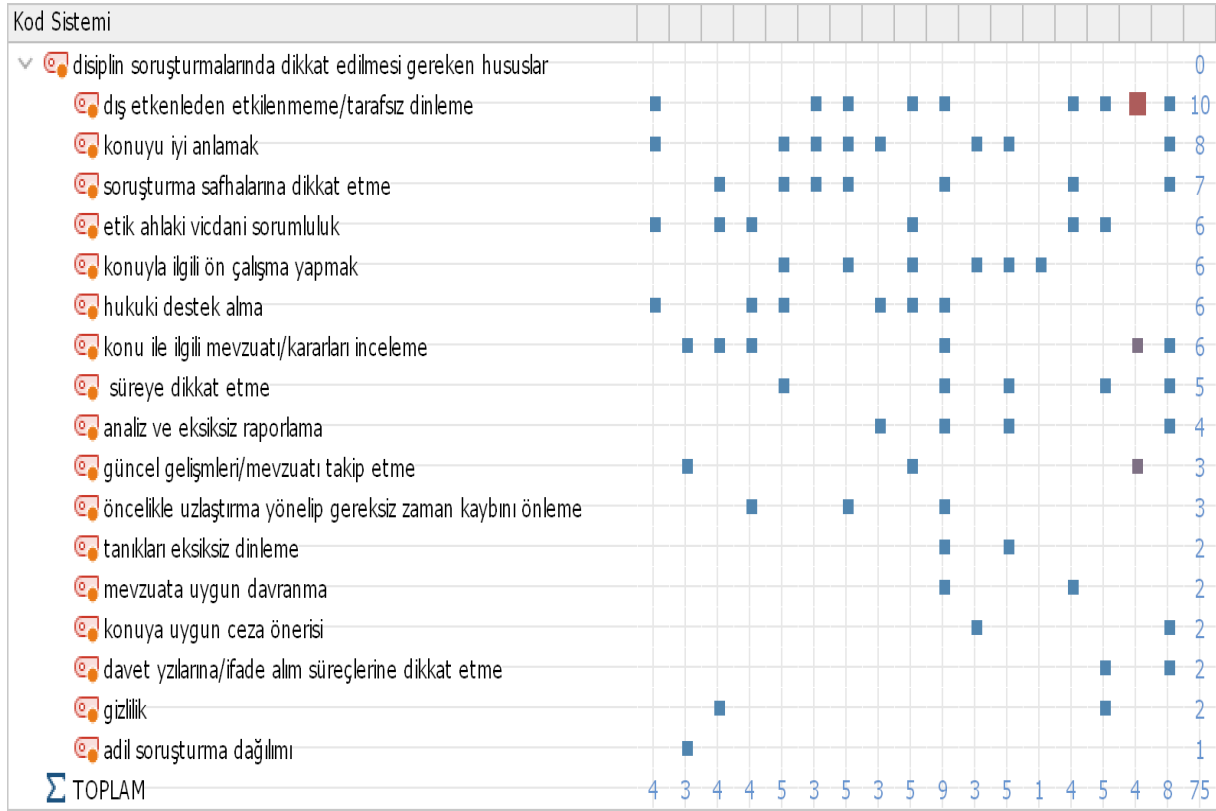 Kod Sistemi
disiplin soruşturmalarında dikkat edilmesi gereken hususlar 0
dış etkenleden etkilenmeme/tarafsız dinleme 10
konuyu iyi anlamak 8
soruşturma safhalarına dikkat etme 7
etik ahlaki vicdani sorumluluk 6
konuyla ilgili ön çalışma yapmak 6
hukuki destek alma 6
konu ile ilgili mevzuatı/kararları inceleme 6
süreye dikkat etme 5
analiz ve eksiksiz raporlama 4
güncel gelişmleri/mevzuatı takip etme 3
öncelikle uzlaştırma yönelip gereksiz zaman kaybını önleme 3
tanıkları eksiksiz dinleme 2
mevzuata uygun davranma 2
konuya uygun ceza önerisi 2
davet yzılarına/ifade alım süreçlerine dikkat etme 2
gizlilik 2
adil soruşturma dağılımı 1
Σ TOPLAM 4 3 4 4 5 3 5 3 5 9 3 5 1 4 5 4 8 75